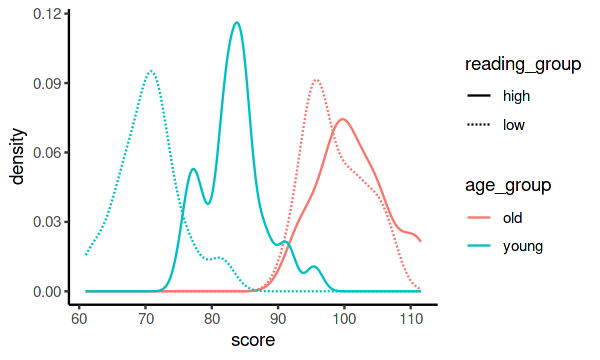 0.12
0.09
0.06
0.03
0.00
density
60 70 80 90 100 110
score
reading_group
high
low
age_group
old
young